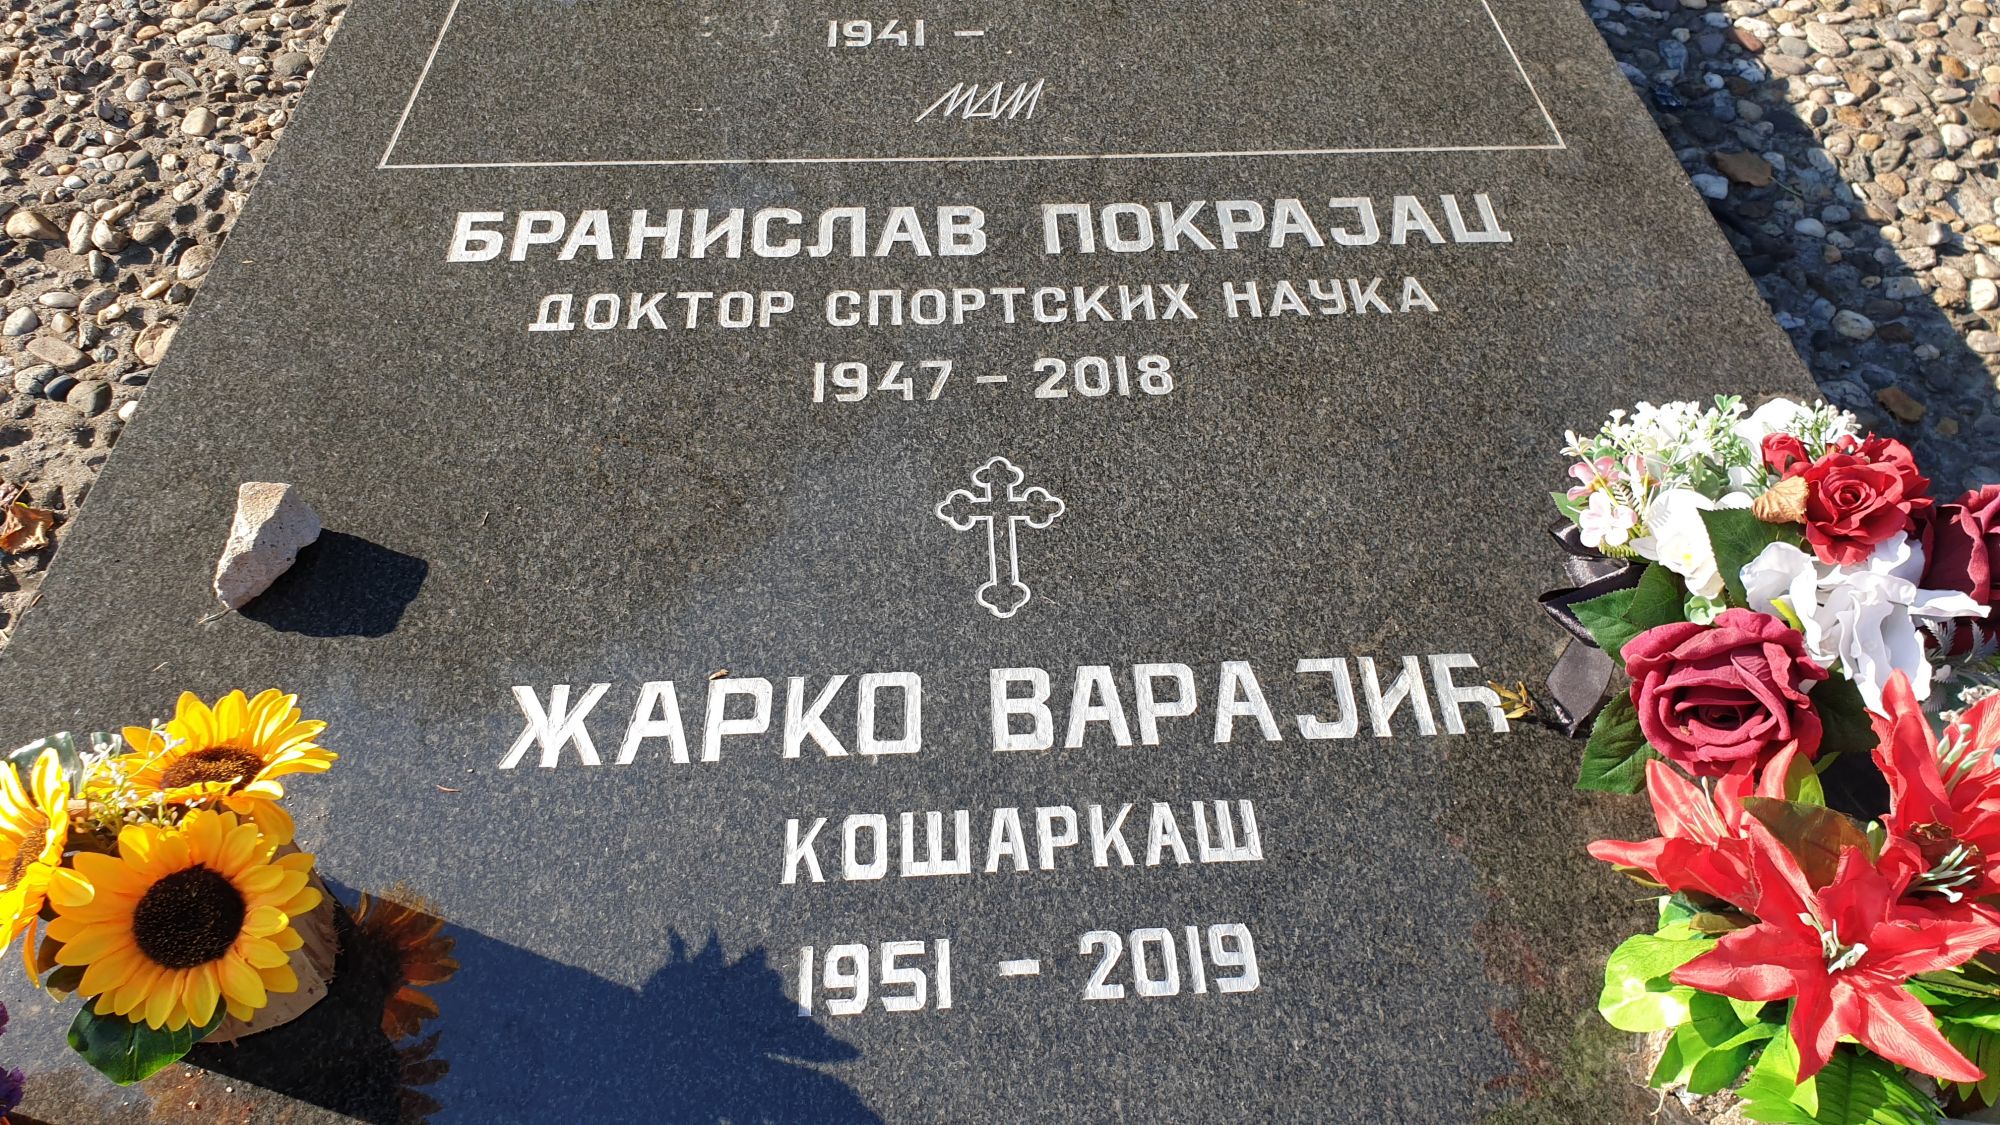 1941 –
МДМ
БРАНИСЛАВ ПОКРАЈАЦ
ДОКТОР СПОРТСКИХ НАУКА
1947 – 2018
ЖАРКО ВАРАЈИЋ
КОШАРКАШ
1951 – 2019